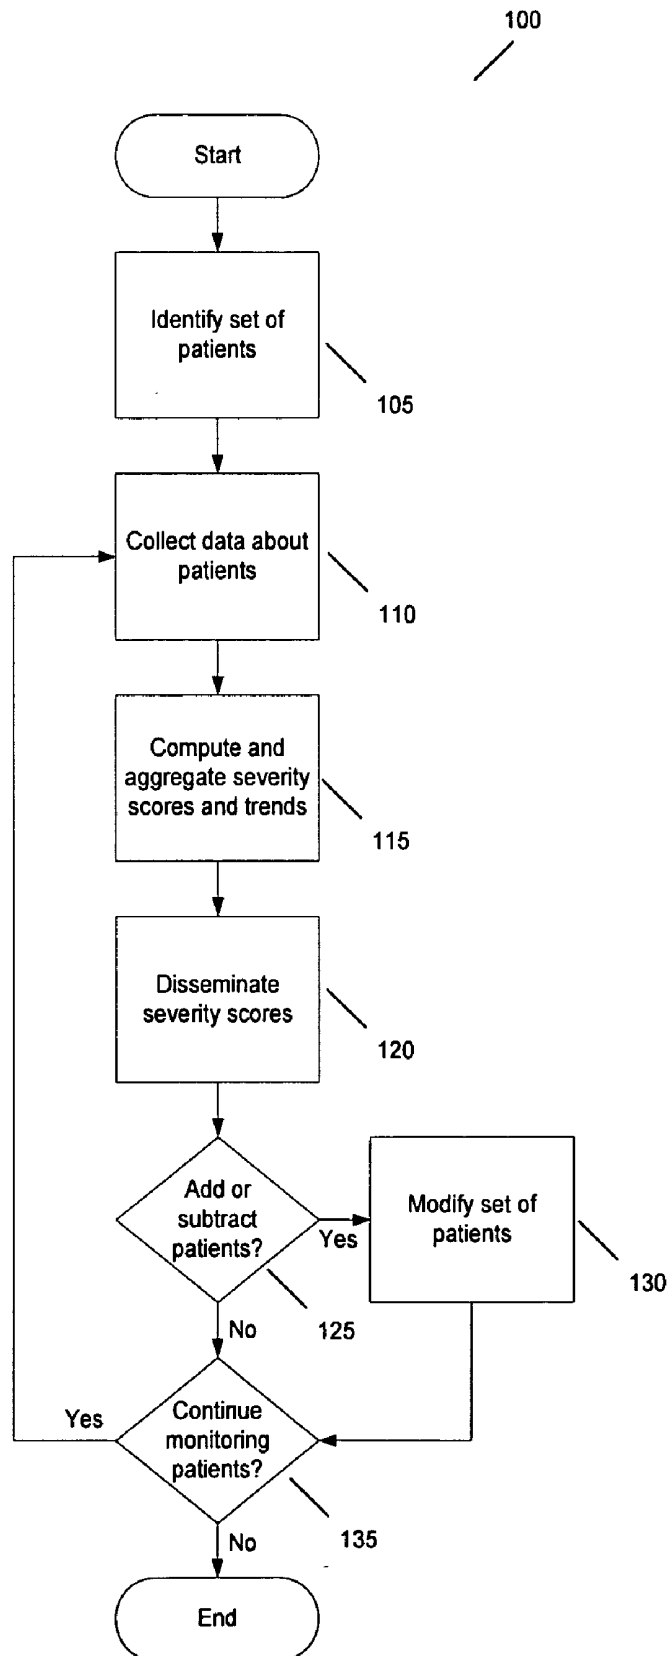 100
Start
Identify set of
patients
105
Collect data about
patients
110
Compute and
aggregate severity
scores and trends
115
Disseminate
severity scores
120
Add or
subtract
patients?
Yes
Modify set of
patients
130
125
No
Yes
Continue
monitoring
patients?
135
No
End